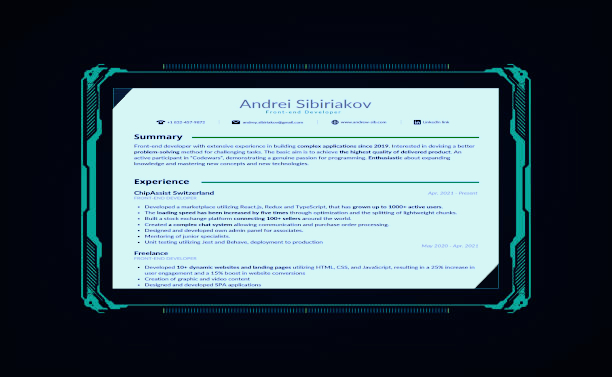 Andrei Sibiriakov
Front-end Developer
www.andrew-sib.com
LinkedIn link
Summary
Front-end developer with extensive experience in building complex applications since 2019. Interested in devising a better
problem-solving method for challenging tasks. The basic aim is to achieve the highest quality of delivered product. An
active participant in "Codewars", demonstrating a genuine passion for programming. Enthusiastic about expanding
knowledge and mastering new concepts and new technologies.
Experience
ChipAssist Switzerland
Apr. 2021 - Present
FRONT-END DEVELOPER
• Developed a marketplace utilizing React.js, Redux and TypeScript, that has grown up to 1000+ active users.
• The loading speed has been increased by five times through optimization and the splitting of lightweight chunks.
• Built a stock exchange platform connecting 100+ sellers around the world.
• Created a complex chat system allowing communication and purchase order processing.
• Designed and developed own admin panel for associates.
• Mentoring of junior specialists.
• Unit testing utilizing Jest and Behave, deployment to production
May 2020 - Apr. 2021
Freelance
FRONT-END DEVELOPER
• Developed 10+ dynamic websites and landing pages utilizing HTML, CSS, and JavaScript, resulting in a 25% increase in
user engagement and a 15% boost in website conversions.
• Creation of graphic and video content
• Designed and developed SPA applications